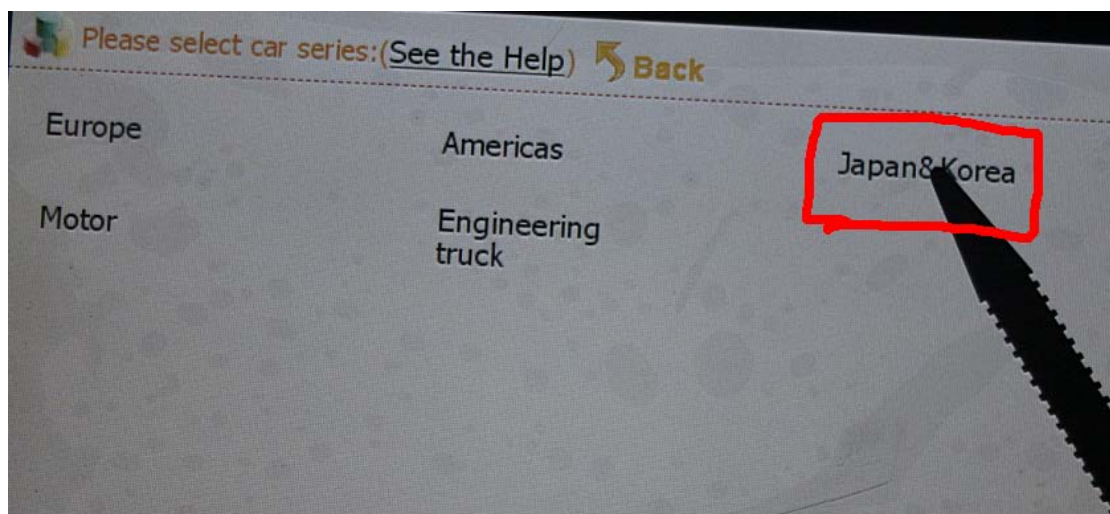 Please select car series:(See the Help) Back
Europe
Americas
Japan&Korea
Motor
Engineering
truck